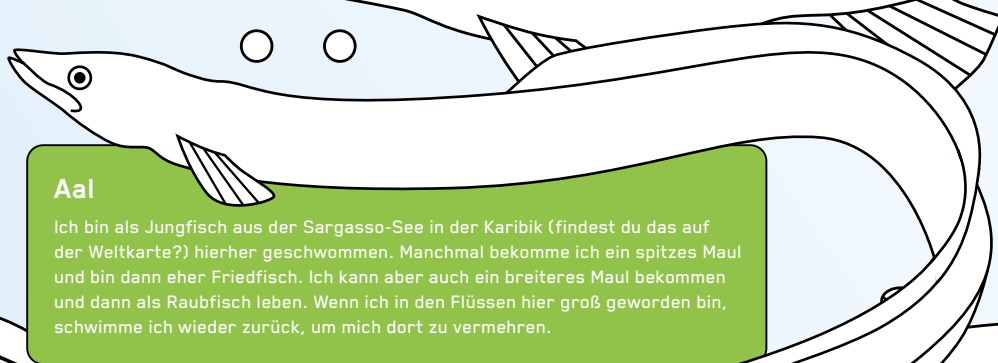 Aal
Ich bin als Jungfisch aus der Sargasso-See in der Karibik (findest du das auf
der Weltkarte?) hierher geschwommen. Manchmal bekomme ich ein spitzes Maul
und bin dann eher Friedfisch. Ich kann aber auch ein breiteres Maul bekommen
und dann als Raubfisch leben. Wenn ich in den Flüssen hier groß geworden bin,
schwimme ich wieder zurück, um mich dort zu vermehren.